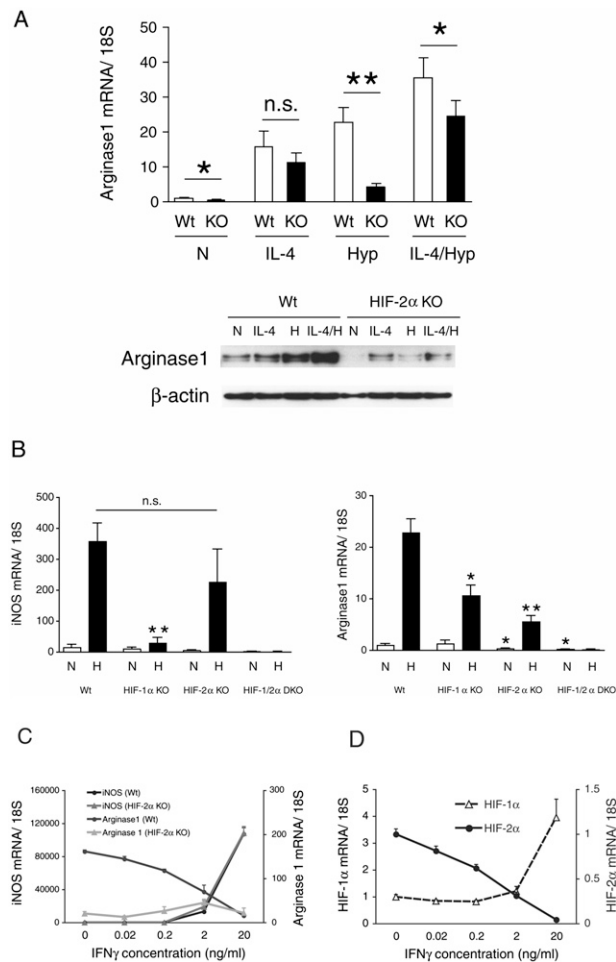 A
Arginase1 mRNA/ 18S
50
40
30
20
10
0
* n.s. ** *
Wt KO Wt KO Wt KO Wt KO
N IL-4 Hyp IL-4/Hyp
Wt HIF-2α KO
N IL-4 H IL-4/H N IL-4 H IL-4/H
Arginase1
β-actin
B
iNOS mRNA/ 18S
500
400
300
200
100
0
n.s.
**
N H N H N H N H
Wt HIF-1α KO HIF-2α KO HIF-1/2α DKO
Arginase1 mRNA/ 18S
30
20
10
0
* * ** *
N H N H N H N H
Wt HIF-1α KO HIF-2α KO HIF-1/2α DKO
C
iNOS mRNA/ 18S
160000
120000
80000
40000
0
iNOS (Wt)
iNOS (HIF-2α KO)
Arginase1 (Wt)
Arginase 1 (HIF-2α KO)
300
200
100
0
Arginase 1 mRNA/ 18S
0 0.02 0.2 2 20
IFNγ concentration (ng/ml)
D
HIF-1α mRNA/ 18S
5
4
3
2
1
0
HIF-1α
HIF-2α
1.5
1
0.5
0
HIF-2α mRNA/ 18S
0 0.02 0.2 2 20
IFNγ concentration (ng/ml)